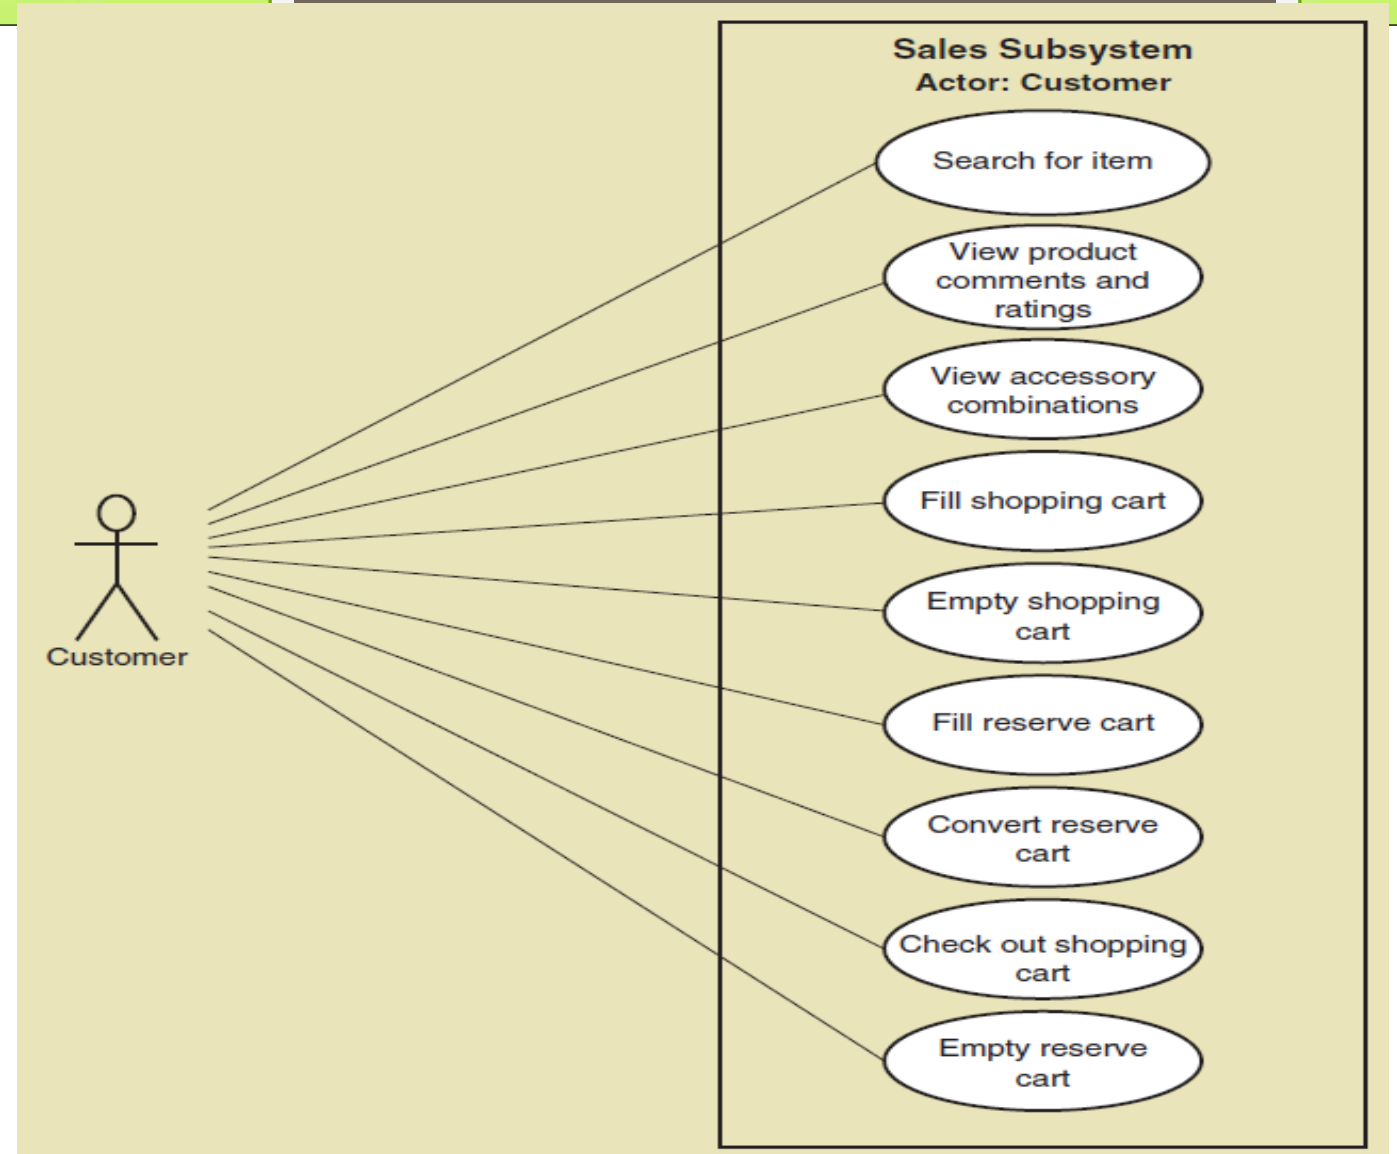 Sales Subsystem
Actor: Customer
Search for item
View product
comments and
ratings
View accessory
combinations
Fill shopping cart
Empty shopping
cart
Fill reserve cart
Convert reserve
cart
Check out shopping
cart
Empty reserve
cart
Customer